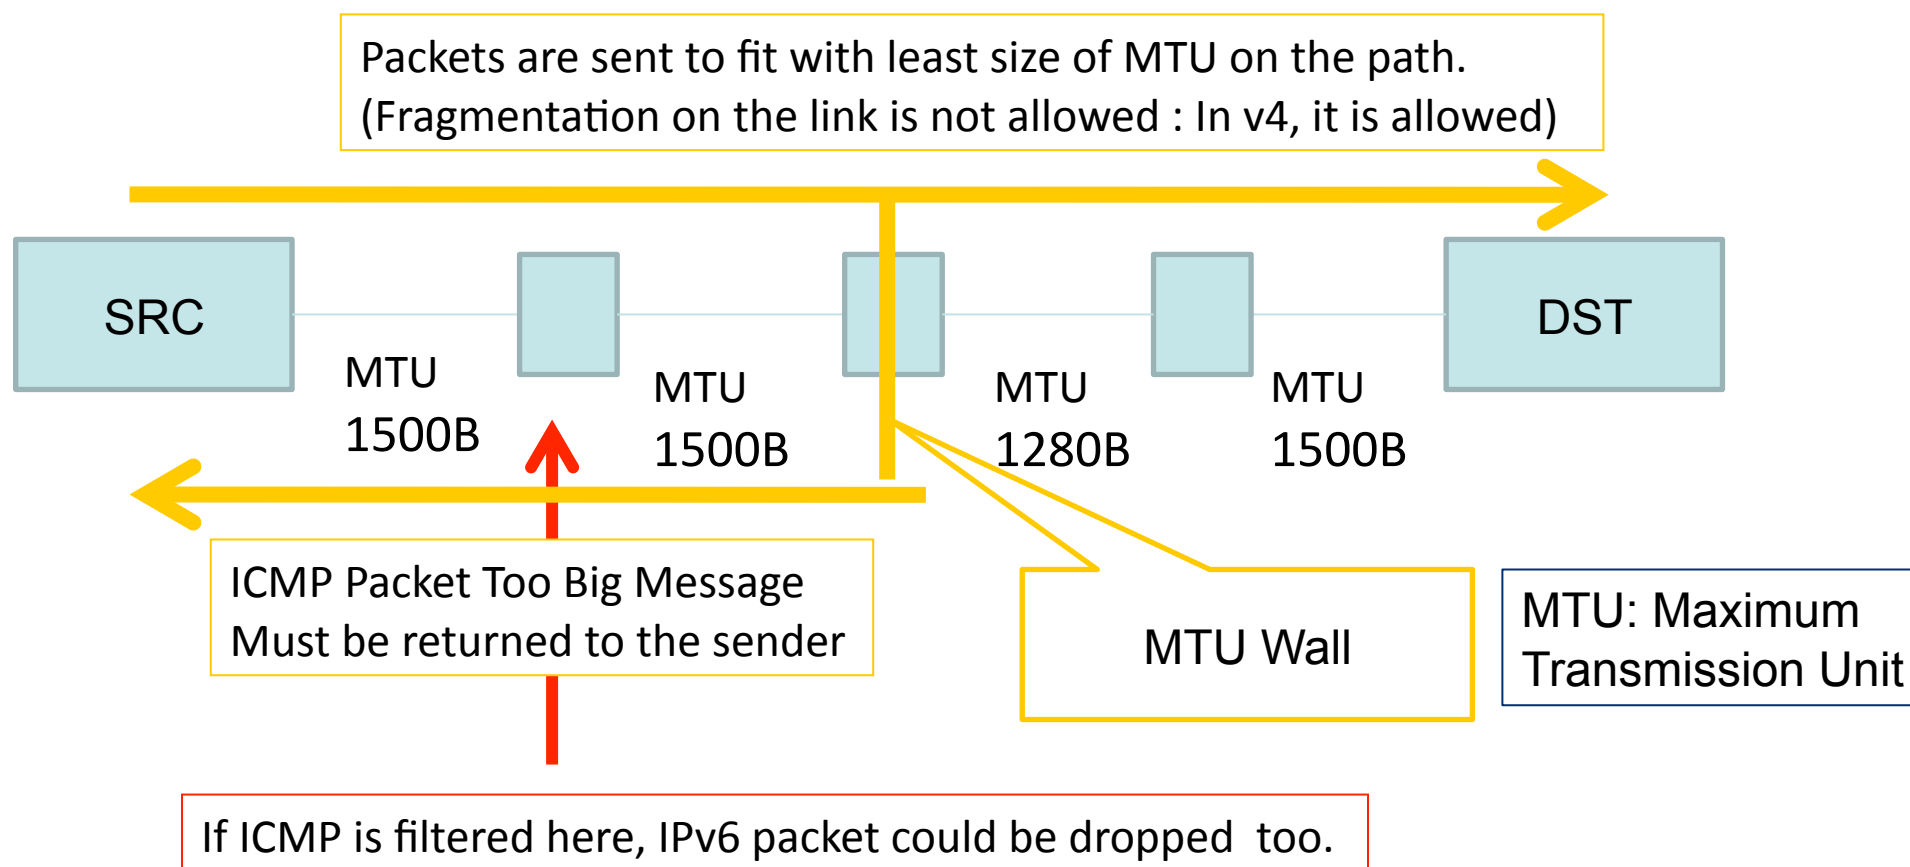 Packets are sent to fit with least size of MTU on the path.
(Fragmentation on the link is not allowed : In v4, it is allowed)
SRC
DST
MTU
1500B
MTU
1500B
MTU
1280B
MTU
1500B
ICMP Packet Too Big Message
Must be returned to the sender
MTU Wall
MTU: Maximum
Transmission Unit
If ICMP is filtered here, IPv6 packet could be dropped  too.